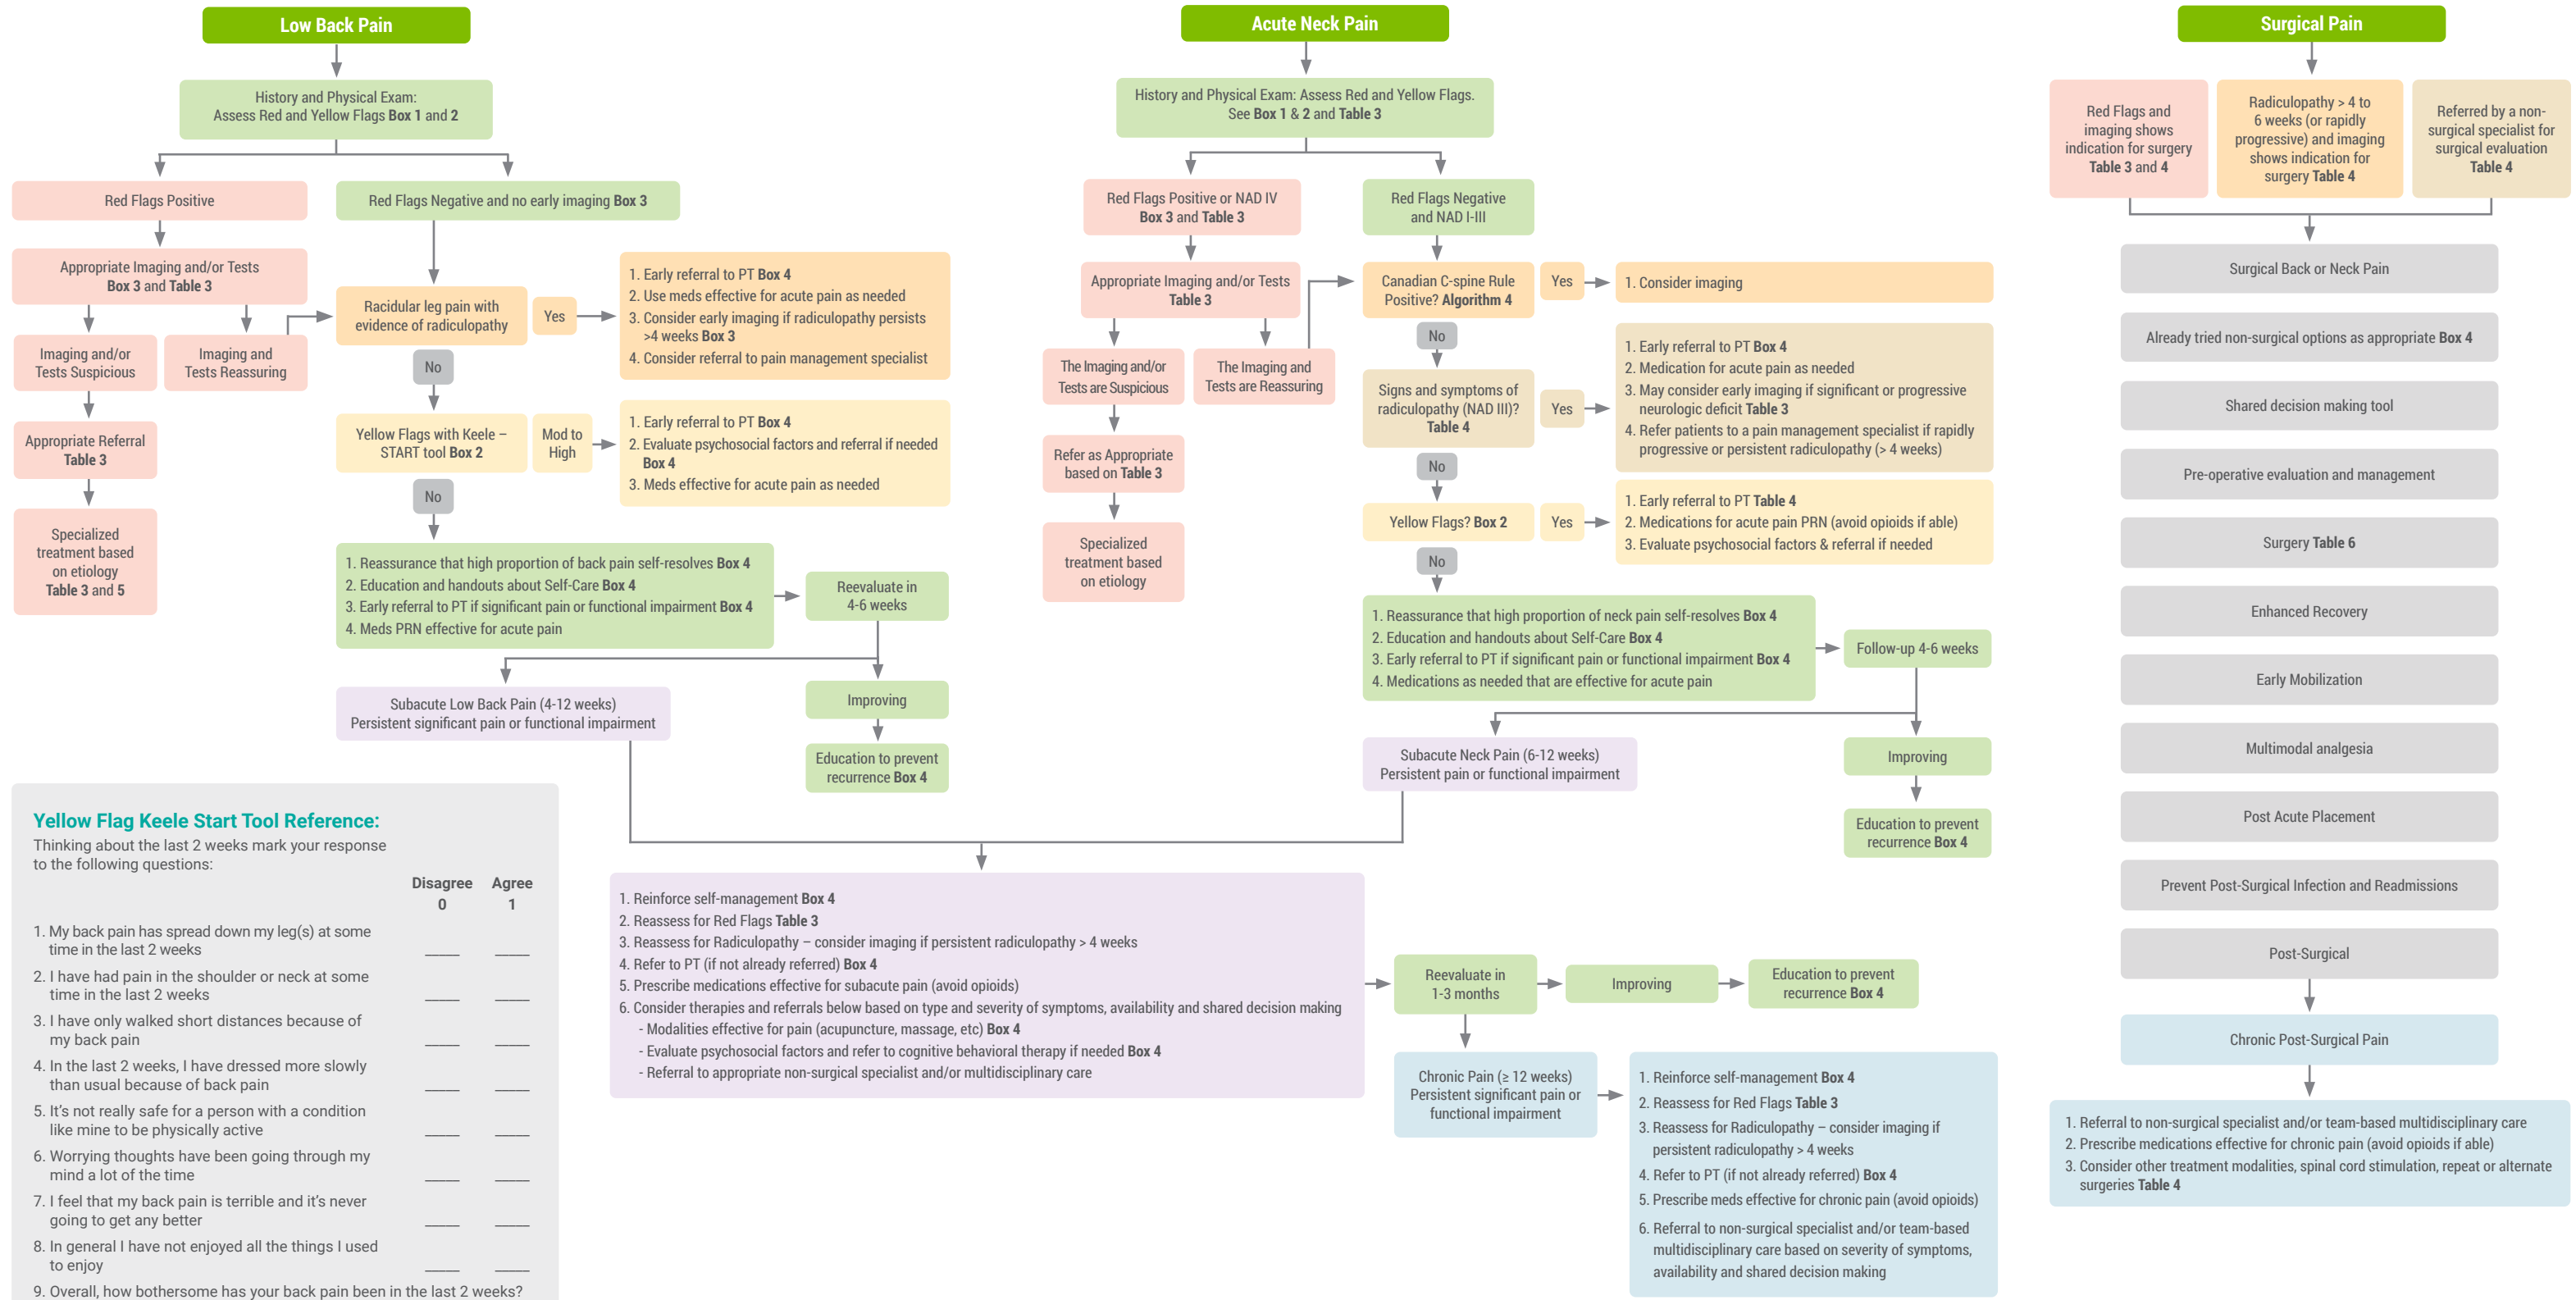 Low Back Pain
History and Physical Exam:
Assess Red and Yellow Flags Box 1 and 2
Red Flags Positive
Red Flags Negative and no early imaging Box 3
Appropriate Imaging and/or Tests
Box 3 and Table 3
Imaging and/or
Tests Suspicious
Imaging and
Tests Reassuring
Appropriate Referral
Table 3
Specialized
treatment based
on etiology
Table 3 and 5
Racidular leg pain with
evidence of radiculopathy
Yes
1. Early referral to PT Box 4
2. Use meds effective for acute pain as needed
3. Consider early imaging if radiculopathy persists
>4 weeks Box 3
4. Consider referral to pain management specialist
No
Yellow Flags with Keele –
START tool Box 2
Mod to
High
1. Early referral to PT Box 4
2. Evaluate psychosocial factors and referral if needed
Box 4
3. Meds effective for acute pain as needed
No
1. Reassurance that high proportion of back pain self-resolves Box 4
2. Education and handouts about Self-Care Box 4
3. Early referral to PT if significant pain or functional impairment Box 4
4. Meds PRN effective for acute pain
Reevaluate in
4-6 weeks
Subacute Low Back Pain (4-12 weeks)
Persistent significant pain or functional impairment
Improving
Education to prevent
recurrence Box 4
Acute Neck Pain
History and Physical Exam: Assess Red and Yellow Flags.
See Box 1 & 2 and Table 3
Red Flags Positive or NAD IV
Box 3 and Table 3
Red Flags Negative
and NAD I-III
Appropriate Imaging and/or Tests
Table 3
The Imaging and/or
Tests are Suspicious
The Imaging and
Tests are Reassuring
Refer as Appropriate
based on Table 3
Specialized
treatment based
on etiology
Canadian C-spine Rule
Positive? Algorithm 4
Yes
1. Consider imaging
No
Signs and symptoms of
radiculopathy (NAD III)?
Table 4
Yes
1. Early referral to PT Box 4
2. Medication for acute pain as needed
3. May consider early imaging if significant or progressive
neurologic deficit Table 3
4. Refer patients to a pain management specialist if rapidly
progressive or persistent radiculopathy (> 4 weeks)
No
Yellow Flags? Box 2
Yes
1. Early referral to PT Table 4
2. Medications for acute pain PRN (avoid opioids if able)
3. Evaluate psychosocial factors & referral if needed
No
1. Reassurance that high proportion of neck pain self-resolves Box 4
2. Education and handouts about Self-Care Box 4
3. Early referral to PT if significant pain or functional impairment Box 4
4. Medications as needed that are effective for acute pain
Follow-up 4-6 weeks
Subacute Neck Pain (6-12 weeks)
Persistent pain or functional impairment
Improving
Education to prevent
recurrence Box 4
1. Reinforce self-management Box 4
2. Reassess for Red Flags Table 3
3. Reassess for Radiculopathy – consider imaging if persistent radiculopathy > 4 weeks
4. Refer to PT (if not already referred) Box 4
5. Prescribe medications effective for subacute pain (avoid opioids)
6. Consider therapies and referrals below based on type and severity of symptoms, availability and shared decision making
- Modalities effective for pain (acupuncture, massage, etc) Box 4
- Evaluate psychosocial factors and refer to cognitive behavioral therapy if needed Box 4
- Referral to appropriate non-surgical specialist and/or multidisciplinary care
Reevaluate in
1-3 months
Improving
Education to prevent
recurrence Box 4
Chronic Pain (≥ 12 weeks)
Persistent significant pain or
functional impairment
1. Reinforce self-management Box 4
2. Reassess for Red Flags Table 3
3. Reassess for Radiculopathy – consider imaging if
persistent radiculopathy > 4 weeks
4. Refer to PT (if not already referred) Box 4
5. Prescribe meds effective for chronic pain (avoid opioids)
6. Referral to non-surgical specialist and/or team-based
multidisciplinary care based on severity of symptoms,
availability and shared decision making
Surgical Pain
Red Flags and
imaging shows
indication for surgery
Table 3 and 4
Radiculopathy > 4 to
6 weeks (or rapidly
progressive) and imaging
shows indication for
surgery Table 4
Referred by a non-
surgical specialist for
surgical evaluation
Table 4
Surgical Back or Neck Pain
Already tried non-surgical options as appropriate Box 4
Shared decision making tool
Pre-operative evaluation and management
Surgery Table 6
Enhanced Recovery
Early Mobilization
Multimodal analgesia
Post Acute Placement
Prevent Post-Surgical Infection and Readmissions
Post-Surgical
Chronic Post-Surgical Pain
1. Referral to non-surgical specialist and/or team-based multidisciplinary care
2. Prescribe medications effective for chronic pain (avoid opioids if able)
3. Consider other treatment modalities, spinal cord stimulation, repeat or alternate
surgeries Table 4
Yellow Flag Keele Start Tool Reference:
Thinking about the last 2 weeks mark your response
to the following questions:
Disagree Agree
0 1
1. My back pain has spread down my leg(s) at some
time in the last 2 weeks
2. I have had pain in the shoulder or neck at some
time in the last 2 weeks
3. I have only walked short distances because of
my back pain
4. In the last 2 weeks, I have dressed more slowly
than usual because of back pain
5. It's not really safe for a person with a condition
like mine to be physically active
6. Worrying thoughts have been going through my
mind a lot of the time
7. I feel that my back pain is terrible and it's never
going to get any better
8. In general I have not enjoyed all the things I used
to enjoy
9. Overall, how bothersome has your back pain been in the last 2 weeks?